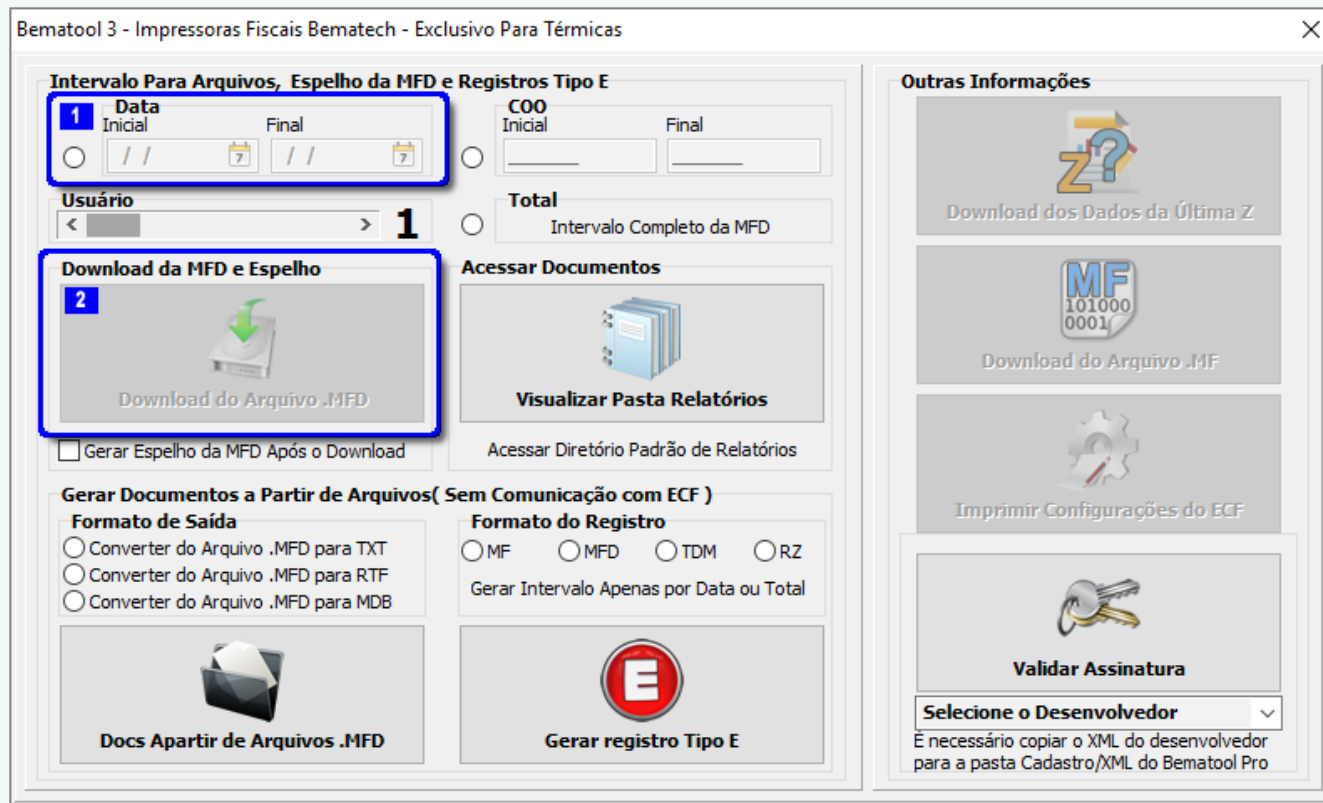 Bematool 3 - Impressoras Fiscais Bematech - Exclusivo Para Térmicas
Intervalo Para Arquivos, Espelho da MFD e Registros Tipo E
1
Data
Inicial Final
/ / 7 / / 7
COO
Inicial Final
Usuário
< > 1
Total
Intervalo Completo da MFD
Download da MFD e Espelho
2
Download do Arquivo .MFD
Gerar Espelho da MFD Após o Download
Acessar Documentos
Visualizar Pasta Relatórios
Acessar Diretório Padrão de Relatórios
Gerar Documentos a Partir de Arquivos( Sem Comunicação com ECF )
Formato de Saída
Converter do Arquivo .MFD para TXT
Converter do Arquivo .MFD para RTF
Converter do Arquivo .MFD para MDB
Formato do Registro
MF MFD TDM RZ
Gerar Intervalo Apenas por Data ou Total
Docs Apartir de Arquivos .MFD
E
Gerar registro Tipo E
Outras Informações
Z?
Download dos Dados da Última Z
MF
101000
0001
Download do Arquivo .MF
Imprimir Configurações do ECF
Validar Assinatura
Selecione o Desenvolvedor
É necessário copiar o XML do desenvolvedor
para a pasta Cadastro/XML do Bematool Pro